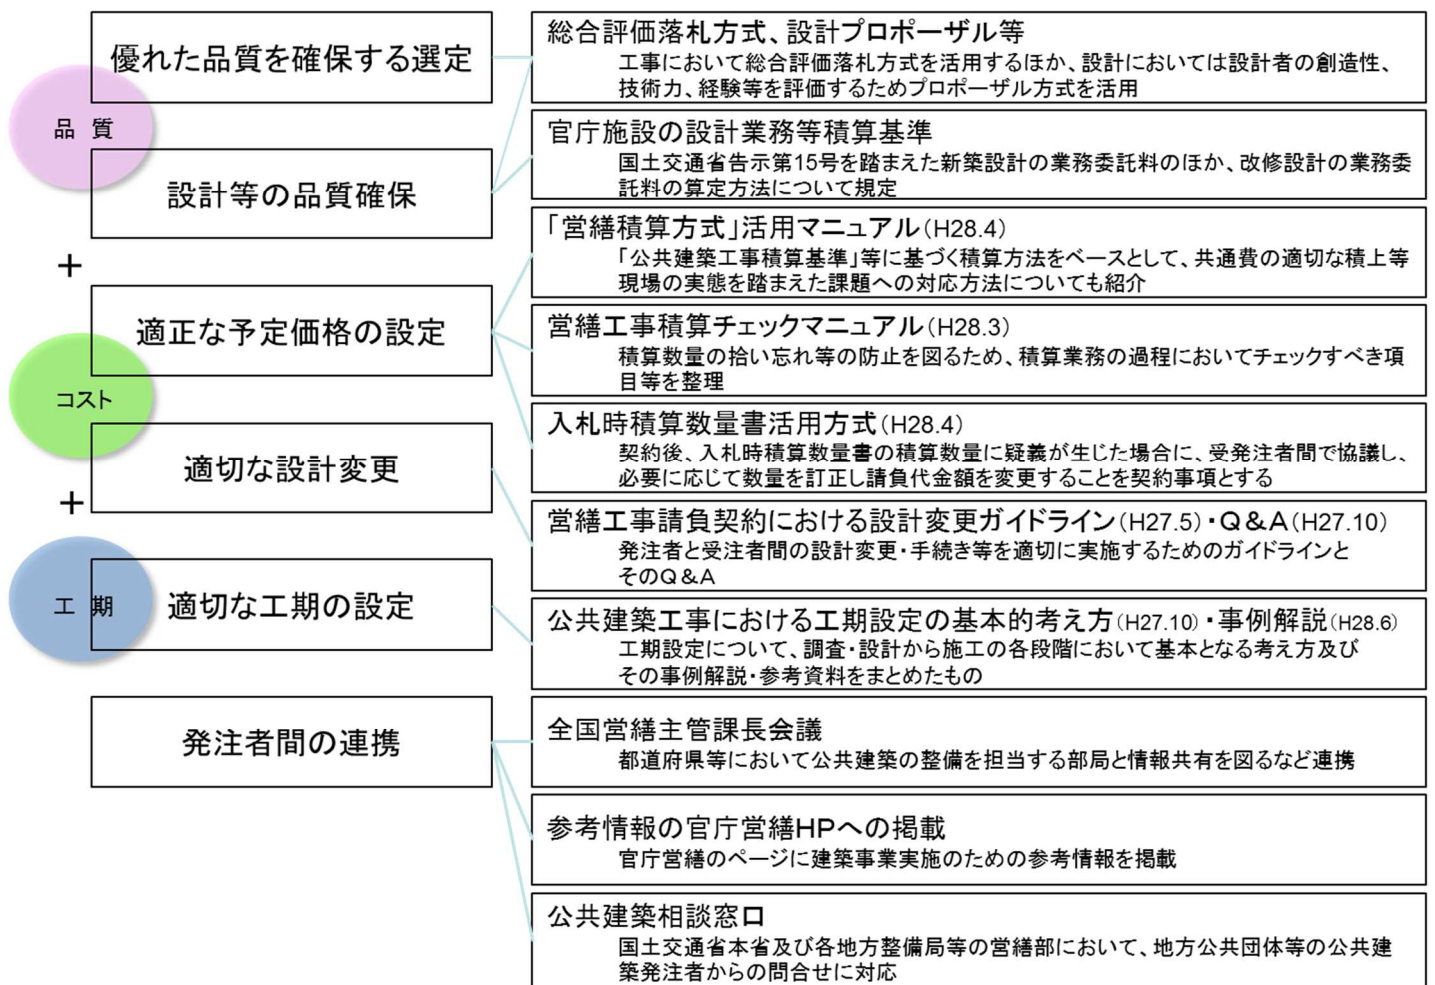 優れた品質を確保する選定
品 質
設計等の品質確保
+
適正な予定価格の設定
コスト
適切な設計変更
+
工 期
適切な工期の設定
発注者間の連携
総合評価落札方式、設計プロポーザル等
工事において総合評価落札方式を活用するほか、設計においては設計者の創造性、
技術力、経験等を評価するためプロポーザル方式を活用
官庁施設の設計業務等積算基準
国土交通省告示第15号を踏まえた新築設計の業務委託料のほか、改修設計の業務委
託料の算定方法について規定
「営繕積算方式」活用マニュアル(H28.4)
「公共建築工事積算基準」等に基づく積算方法をベースとして、共通費の適切な積上等
現場の実態を踏まえた課題への対応方法についても紹介
営繕工事積算チェックマニュアル(H28.3)
積算数量の拾い忘れ等の防止を図るため、積算業務の過程においてチェックすべき項
目等を整理
入札時積算数量書活用方式(H28.4)
契約後、入札時積算数量書の積算数量に疑義が生じた場合に、受発注者間で協議し、
必要に応じて数量を訂正し請負代金額を変更することを契約事項とする
営繕工事請負契約における設計変更ガイドライン(H27.5)・Q&A(H27.10)
発注者と受注者間の設計変更・手続き等を適切に実施するためのガイドラインと
そのQ&A
公共建築工事における工期設定の基本的考え方(H27.10)・事例解説(H28.6)
工期設定について、調査・設計から施工の各段階において基本となる考え方及び
その事例解説・参考資料をまとめたもの
全国営繕主管課長会議
都道府県等において公共建築の整備を担当する部局と情報共有を図るなど連携
参考情報の官庁営繕HPへの掲載
官庁営繕のページに建築事業実施のための参考情報を掲載
公共建築相談窓口
国土交通省本省及び各地方整備局等の営繕部において、地方公共団体等の公共建
築発注者からの問合せに対応